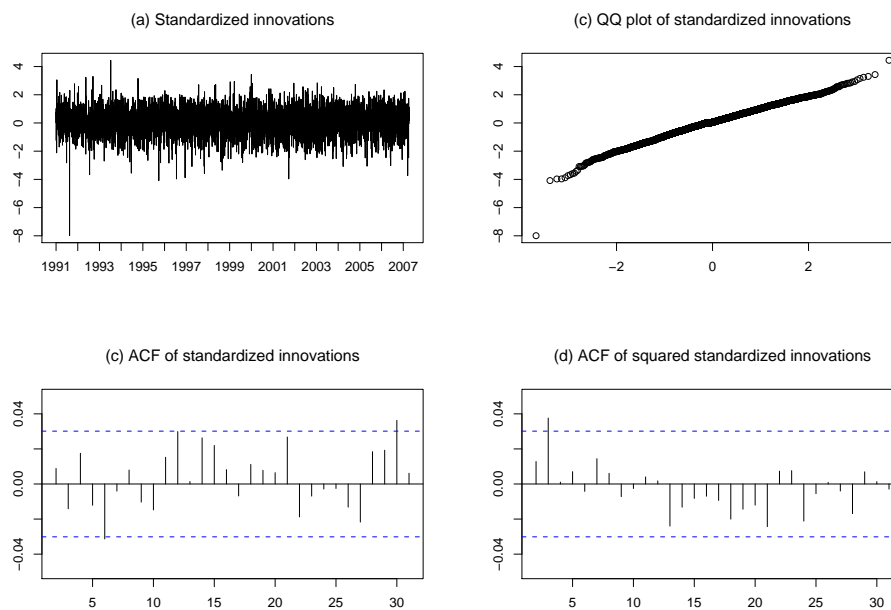 (a) Standardized innovations
4
2
0
−2
−4
−6
−8
1991 1993 1995 1997 1999 2001 2003 2005 2007
(c) QQ plot of standardized innovations
4
2
0
−2
−4
−6
−8
−2 0 2
(c) ACF of standardized innovations
0.04
0.00
−0.04
5 10 15 20 25 30
(d) ACF of squared standardized innovations
0.04
0.00
−0.04
5 10 15 20 25 30